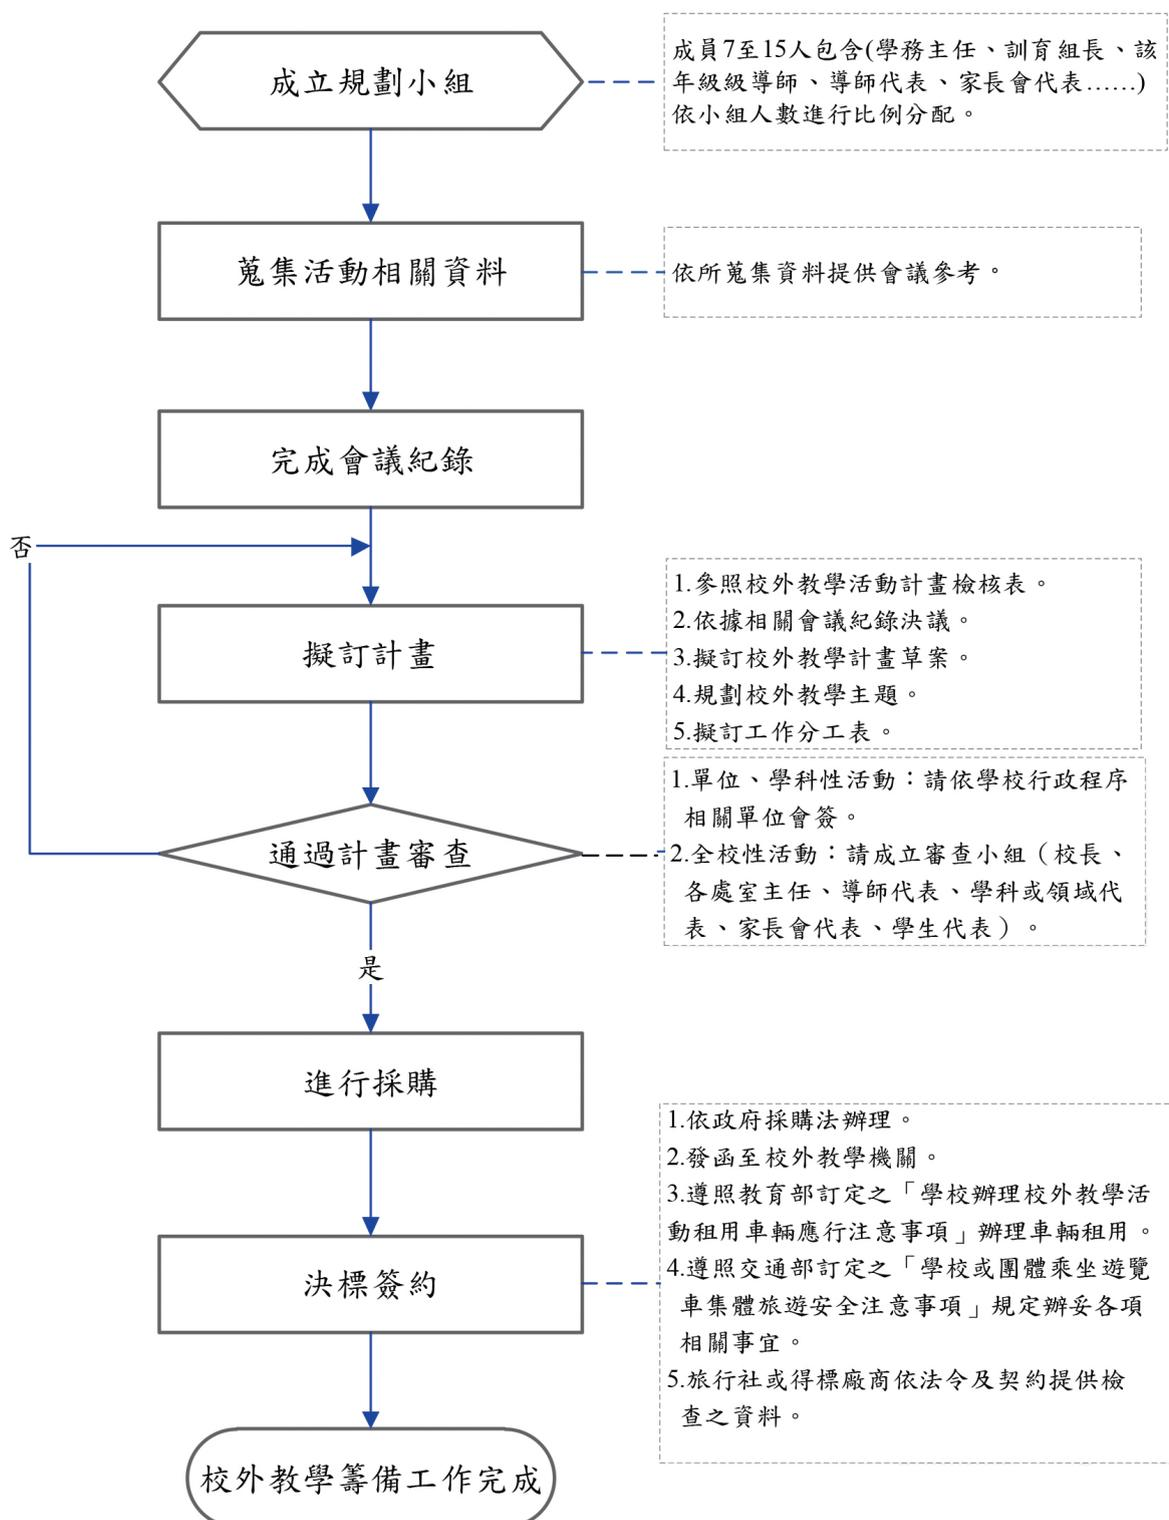 成立規劃小組
成員7至15人包含(學務主任、訓育組長、該
年級級導師、導師代表、家長會代表……)
依小組人數進行比例分配。
蒐集活動相關資料
依所蒐集資料提供會議參考。
完成會議紀錄
否
擬訂計畫
1.參照校外教學活動計畫檢核表。
2.依據相關會議紀錄決議。
3.擬訂校外教學計畫草案。
4.規劃校外教學主題。
5.擬訂工作分工表。
通過計畫審查
1.單位、學科性活動：請依學校行政程序
相關單位會簽。
2.全校性活動：請成立審查小組（校長、
各處室主任、導師代表、學科或領域代
表、家長會代表、學生代表）。
是
進行採購
決標簽約
1.依政府採購法辦理。
2.發函至校外教學機關。
3.遵照教育部訂定之「學校辦理校外教學活
動租用車輛應行注意事項」辦理車輛租用。
4.遵照交通部訂定之「學校或團體乘坐遊覽
車集體旅遊安全注意事項」規定辦妥各項
相關事宜。
5.旅行社或得標廠商依法令及契約提供檢
查之資料。
校外教學籌備工作完成